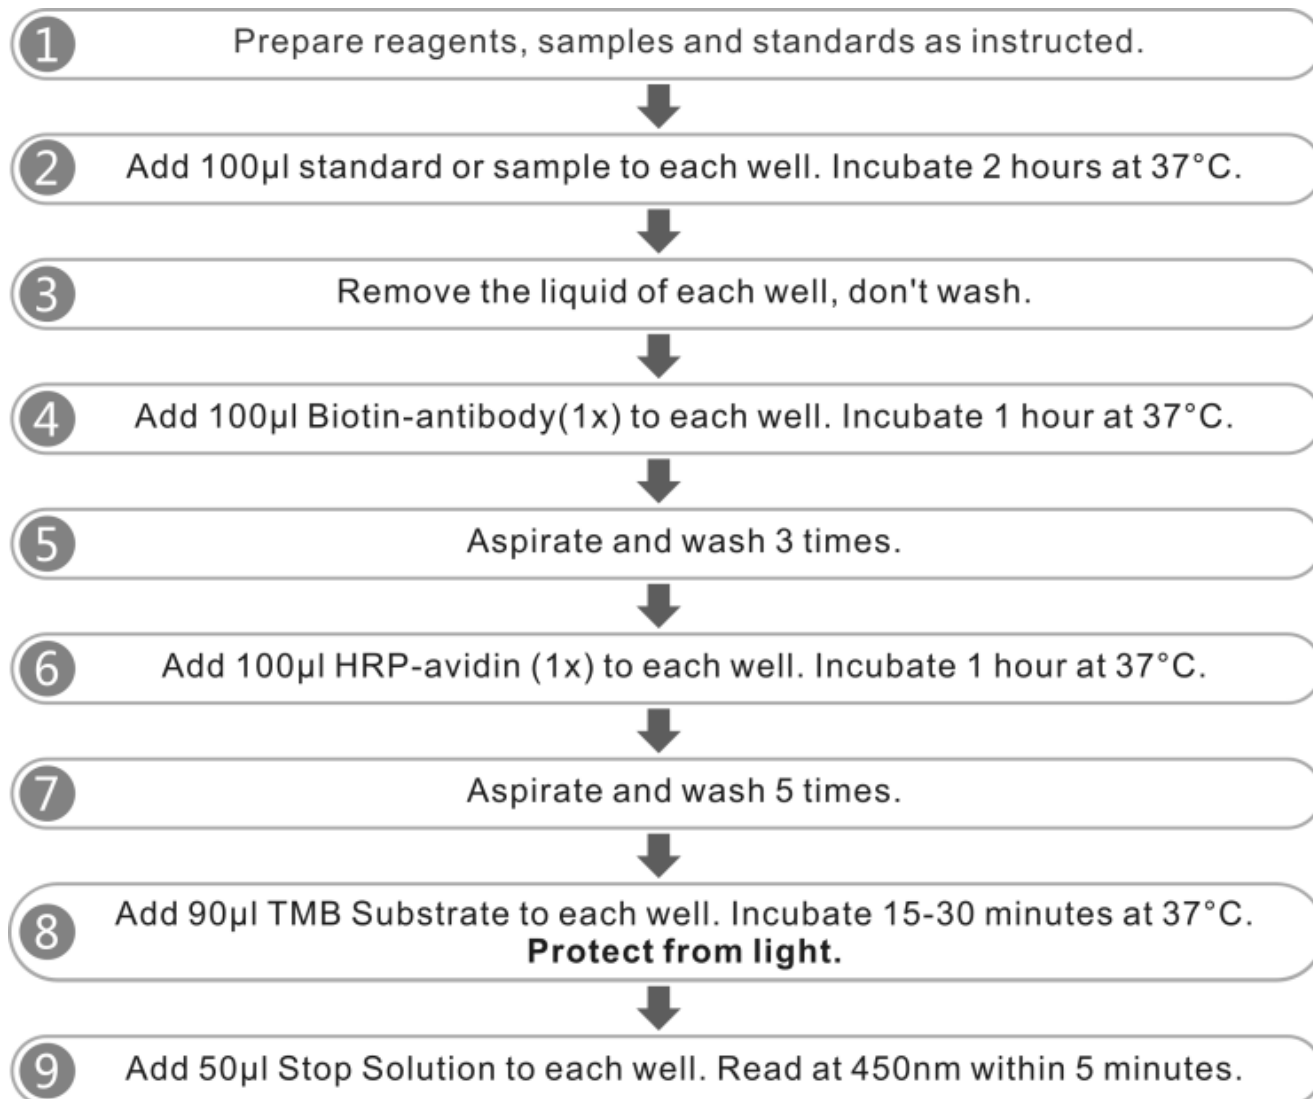 1 Prepare reagents, samples and standards as instructed.
2 Add 100µl standard or sample to each well. Incubate 2 hours at 37°C.
3 Remove the liquid of each well, don't wash.
4 Add 100µl Biotin-antibody(1x) to each well. Incubate 1 hour at 37°C.
5 Aspirate and wash 3 times.
6 Add 100µl HRP-avidin (1x) to each well. Incubate 1 hour at 37°C.
7 Aspirate and wash 5 times.
8 Add 90µl TMB Substrate to each well. Incubate 15-30 minutes at 37°C.
Protect from light.
9 Add 50µl Stop Solution to each well. Read at 450nm within 5 minutes.